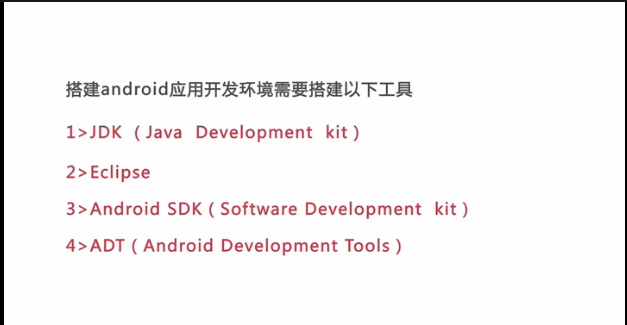 搭建android应用开发环境需要搭建以下工具
1>JDK （Java Development kit）
2>Eclipse
3>Android SDK（Software Development kit）
4>ADT（Android Development Tools）